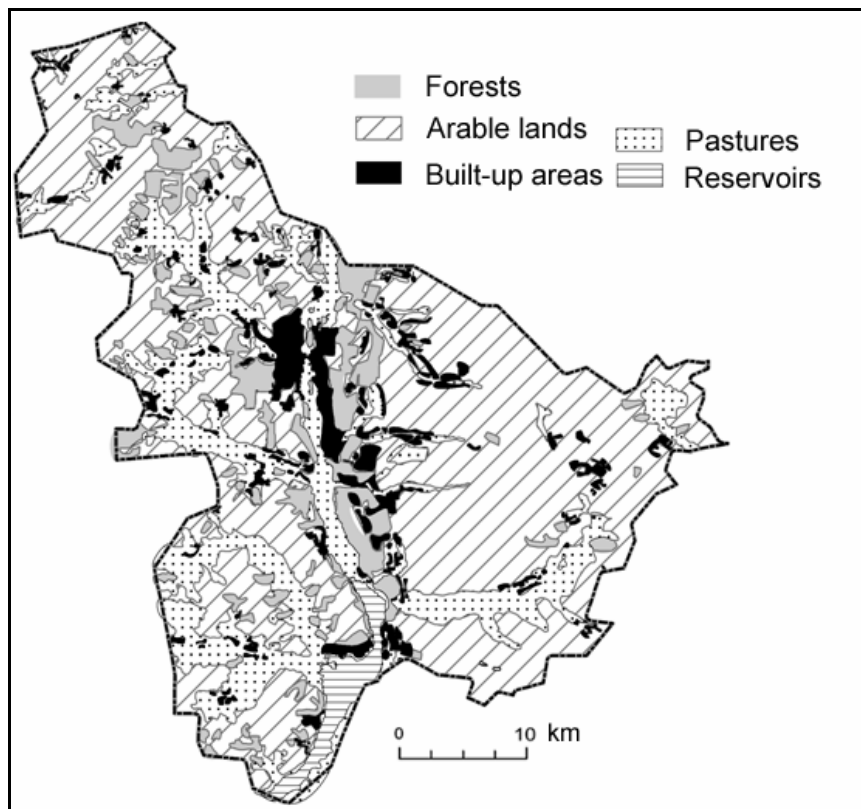 Forests
Arable lands
Pastures
Built-up areas
Reservoirs
0 10 km